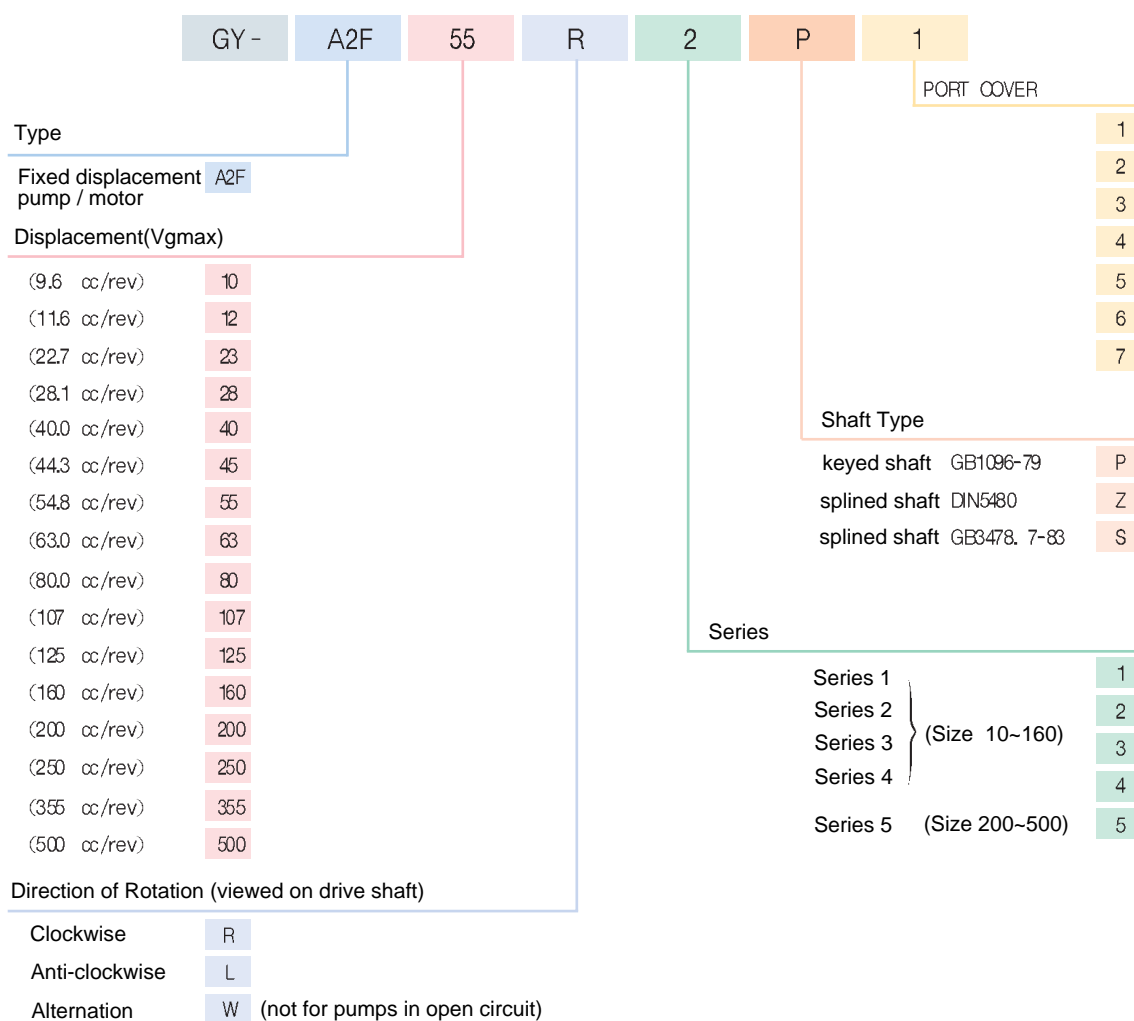 GY- A2F 55 R 2 P 1
PORT COVER
1
2
3
4
5
6
7
Type
Fixed displacement A2F
pump / motor
Displacement(Vgmax)
(9.6 cc/rev) 10
(11.6 cc/rev) 12
(22.7 cc/rev) 23
(28.1 cc/rev) 28
(40.0 cc/rev) 40
(44.3 cc/rev) 45
(54.8 cc/rev) 55
(63.0 cc/rev) 63
(80.0 cc/rev) 80
(107 cc/rev) 107
(125 cc/rev) 125
(160 cc/rev) 160
(200 cc/rev) 200
(250 cc/rev) 250
(355 cc/rev) 355
(500 cc/rev) 500
Shaft Type
keyed shaft GB1096-79 P
splined shaft DIN5480 Z
splined shaft GB3478. 7-83 S
Series
Series 1 1
Series 2 2
(Size 10~160)
Series 3 3
Series 4 4
Series 5 (Size 200~500) 5
Direction of Rotation (viewed on drive shaft)
Clockwise R
Anti-clockwise L
Alternation W (not for pumps in open circuit)